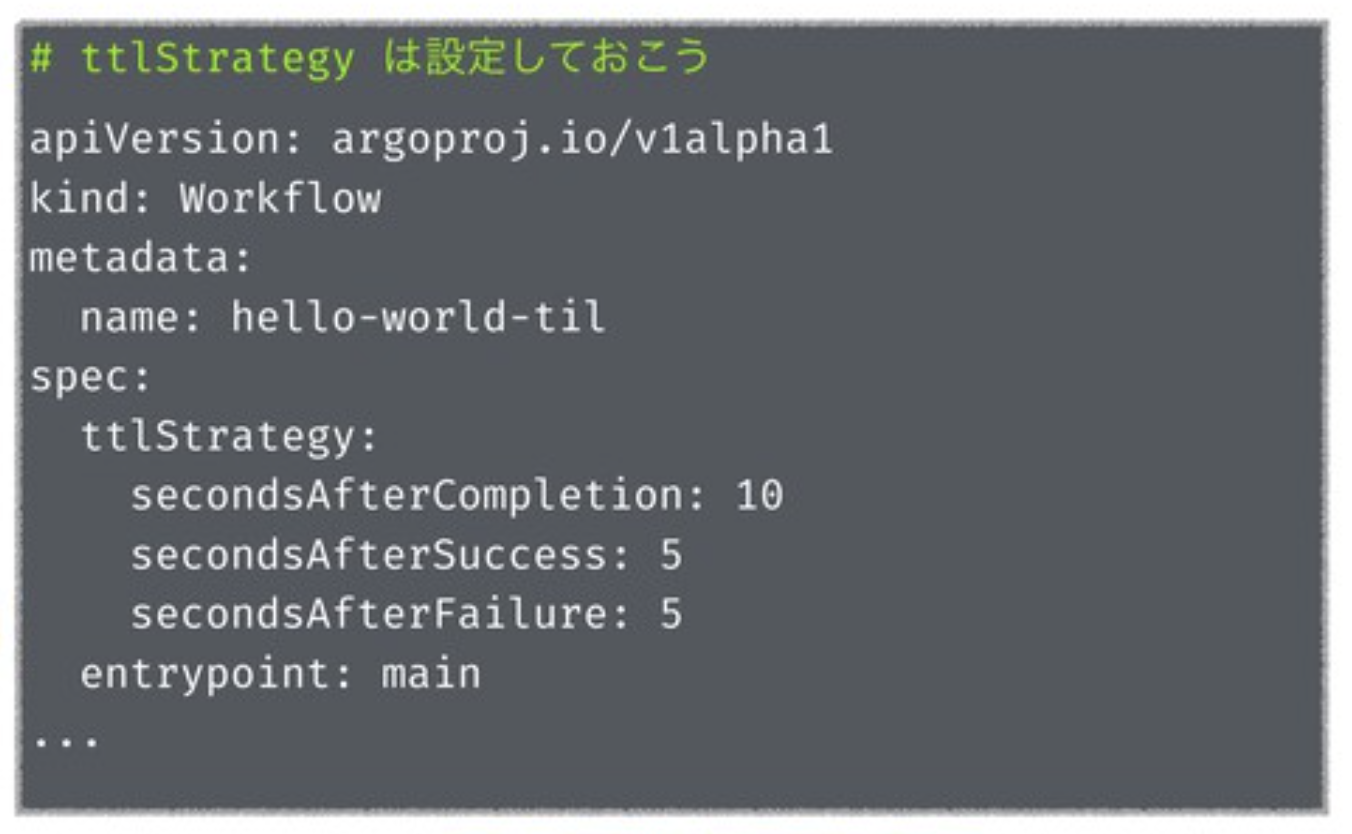 # ttlStrategy は設定しておこう
apiVersion: argoproj.io/v1alpha1
kind: Workflow
metadata:
  name: hello-world-til
spec:
  ttlStrategy:
    secondsAfterCompletion: 10
    secondsAfterSuccess: 5
    secondsAfterFailure: 5
  entrypoint: main
...